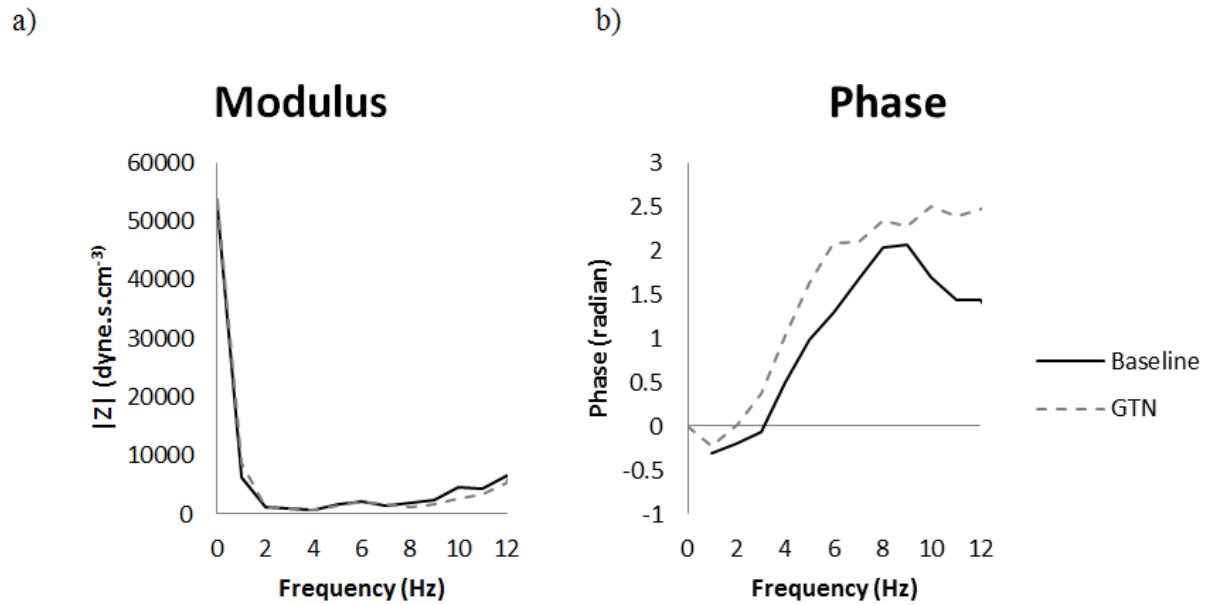 a)
b)
Modulus
Phase
|Z| (dyne.s.cm-3)
60000
50000
40000
30000
20000
10000
0
0 2 4 6 8 10 12
Frequency (Hz)
Phase (radian)
3
2.5
2
1.5
1
0.5
0
-0.5
-1
0 2 4 6 8 10 12
Frequency (Hz)
Baseline
GTN